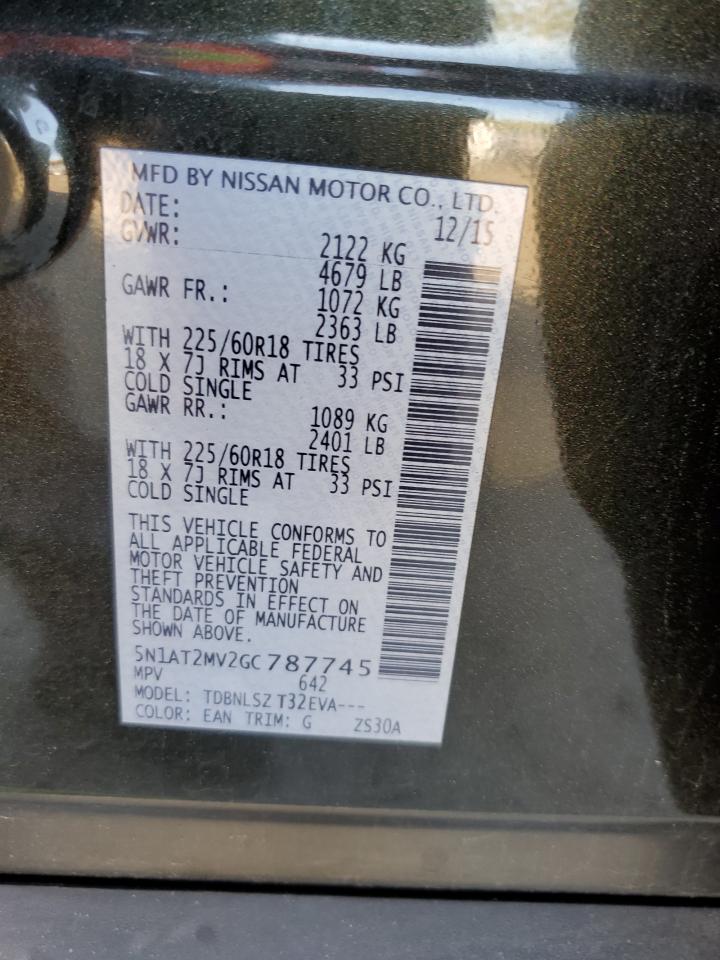 MFD BY NISSAN MOTOR CO., LTD.
DATE: 12/15
GVWR: 2122 KG
4679 LB
GAWR FR.: 1072 KG
2363 LB
WITH 225/60R18 TIRES
18 X 7J RIMS AT 33 PSI
COLD SINGLE
GAWR RR.: 1089 KG
2401 LB
WITH 225/60R18 TIRES
18 X 7J RIMS AT 33 PSI
COLD SINGLE
THIS VEHICLE CONFORMS TO
ALL APPLICABLE FEDERAL
MOTOR VEHICLE SAFETY AND
THEFT PREVENTION
STANDARDS IN EFFECT ON
THE DATE OF MANUFACTURE
SHOWN ABOVE.
5N1AT2MV2GC787745
MPV 642
MODEL: TDBNLSZ T32EVA---
COLOR: EAN TRIM: G ZS30A